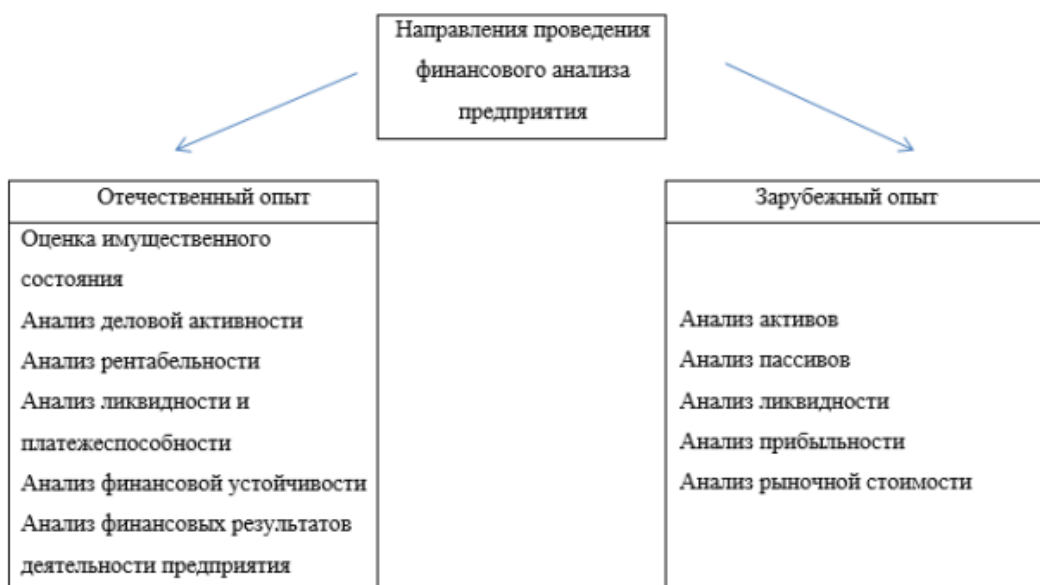 Направления проведения
финансового анализа
предприятия
Отечественный опыт
Оценка имущественного
состояния
Анализ деловой активности
Анализ рентабельности
Анализ ликвидности и
платежеспособности
Анализ финансовой устойчивости
Анализ финансовых результатов
деятельности предприятия
Зарубежный опыт
Анализ активов
Анализ пассивов
Анализ ликвидности
Анализ прибыльности
Анализ рыночной стоимости